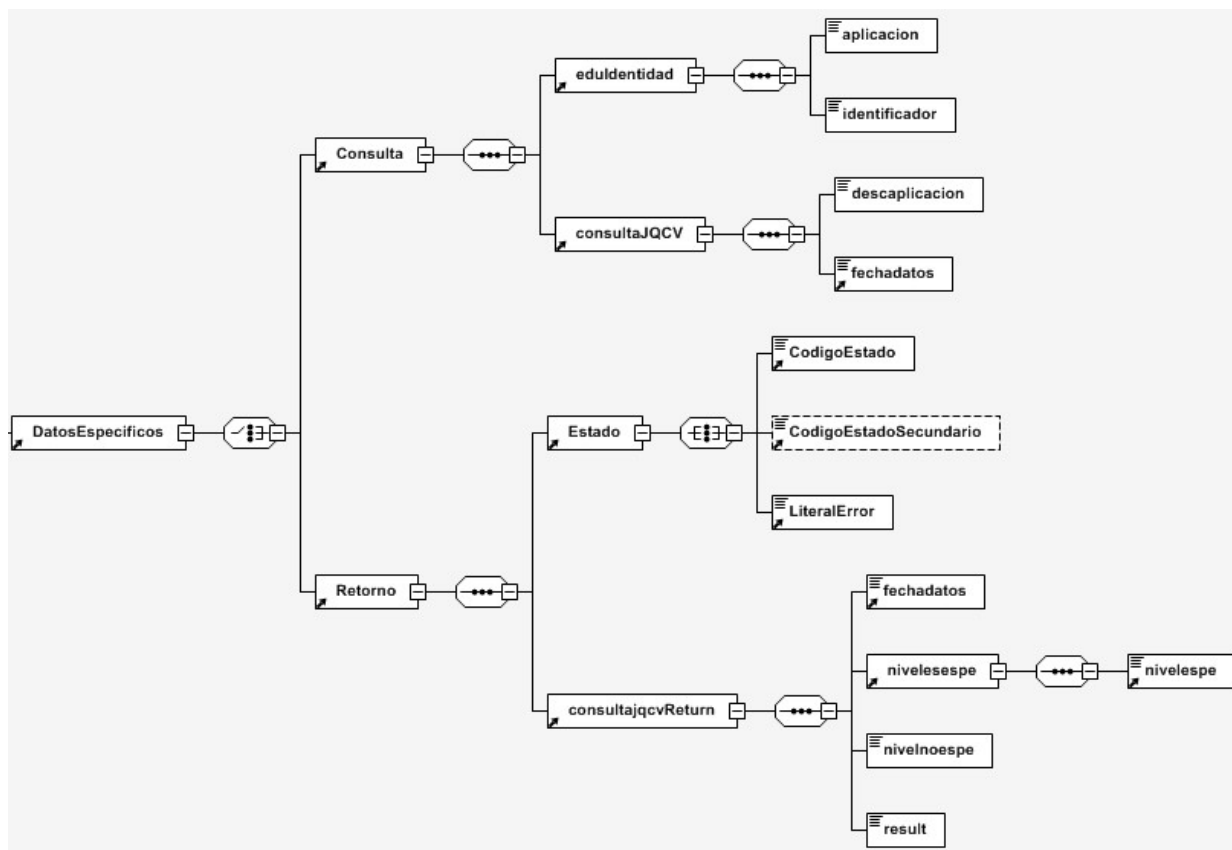 aplicacion
eduIdentidad
identificador
Consulta
descaplicacion
consultaJQCV
fechadatos
CodigoEstado
DatosEspecificos
Estado
CodigoEstadoSecundario
LiteralError
Retorno
fechadatos
nivelesespe
nivelespe
consultajqcvReturn
nivelnoespe
result